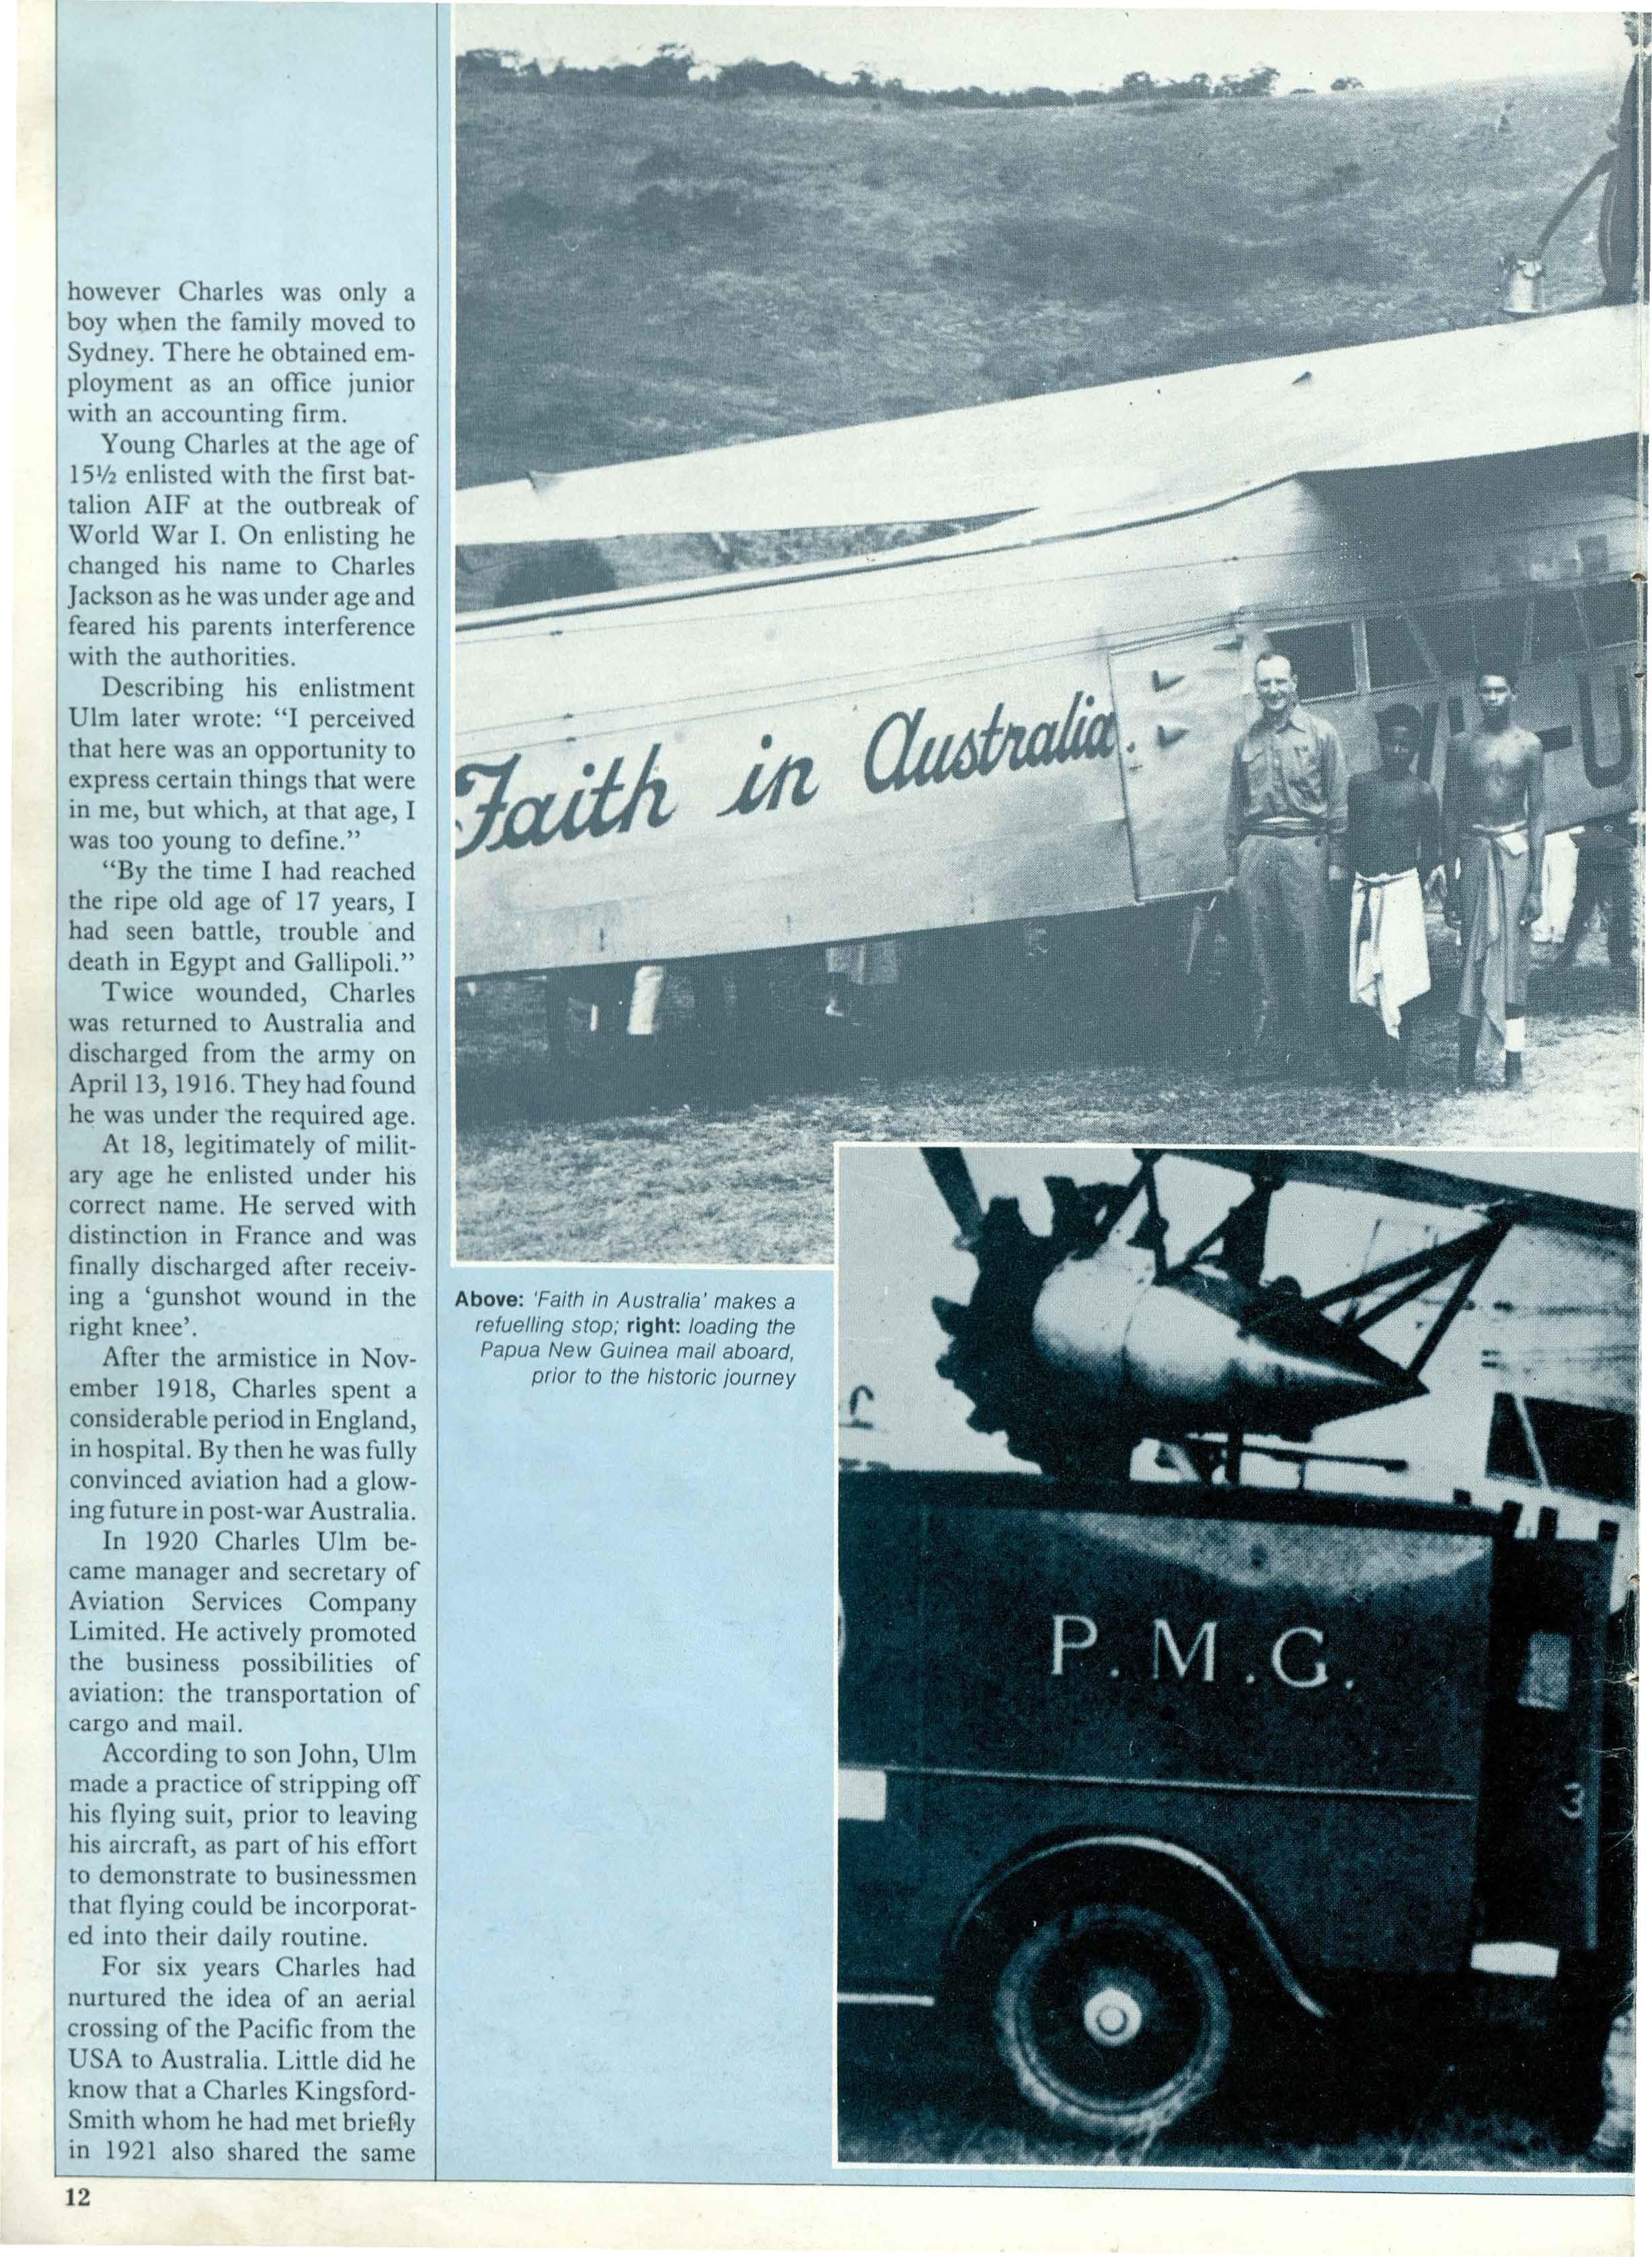 however Charles was only a
boy when the family moved to
Sydney. There he obtained em-
ployment as an office junior
with an accounting firm.
Young Charles at the age of
15½ enlisted with the first bat-
talion AIF at the outbreak of
World War I. On enlisting he
changed his name to Charles
Jackson as he was under age and
feared his parents interference
with the authorities.
Describing his enlistment
Ulm later wrote: “I perceived
that here was an opportunity to
express certain things that were
in me, but which, at that age, I
was too young to define.”
“By the time I had reached
the ripe old age of 17 years, I
had seen battle, trouble and
death in Egypt and Gallipoli.”
Twice wounded, Charles
was returned to Australia and
discharged from the army on
April 13, 1916. They had found
he was under the required age.
At 18, legitimately of milit-
ary age he enlisted under his
correct name. He served with
distinction in France and was
finally discharged after receiv-
ing a ‘gunshot wound in the
right knee’.
After the armistice in Nov-
ember 1918, Charles spent a
considerable period in England,
in hospital. By then he was fully
convinced aviation had a glow-
ing future in post-war Australia.
In 1920 Charles Ulm be-
came manager and secretary of
Aviation Services Company
Limited. He actively promoted
the business possibilities of
aviation: the transportation of
cargo and mail.
According to son John, Ulm
made a practice of stripping off
his flying suit, prior to leaving
his aircraft, as part of his effort
to demonstrate to businessmen
that flying could be incorporat-
ed into their daily routine.
For six years Charles had
nurtured the idea of an aerial
crossing of the Pacific from the
USA to Australia. Little did he
know that a Charles Kingsford-
Smith whom he had met briefly
in 1921 also shared the same
12
Faith in Australia.
-U
Above: ‘Faith in Australia’ makes a
refuelling stop; right: loading the
Papua New Guinea mail aboard,
prior to the historic journey
P.M.G.
3